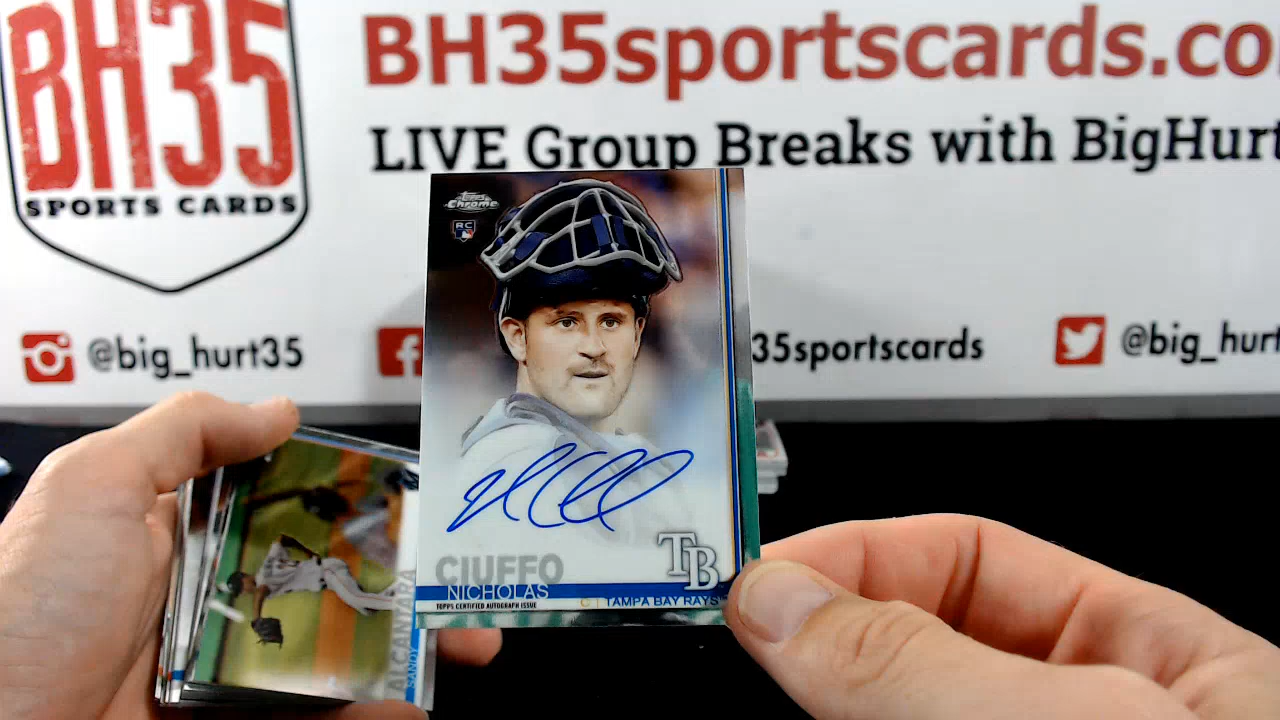 BH35
SPORTS CARDS
BH35sportscards.co
LIVE Group Breaks with BigHurt
@big_hurt35
35sportscards
@big_hurt
Topps
Chrome
RC
CIUFFO
NICHOLAS
TOPPS CERTIFIED AUTOGRAPH ISSUE
TB
C | TAMPA BAY RAYS
ALCANTARA
SANDY